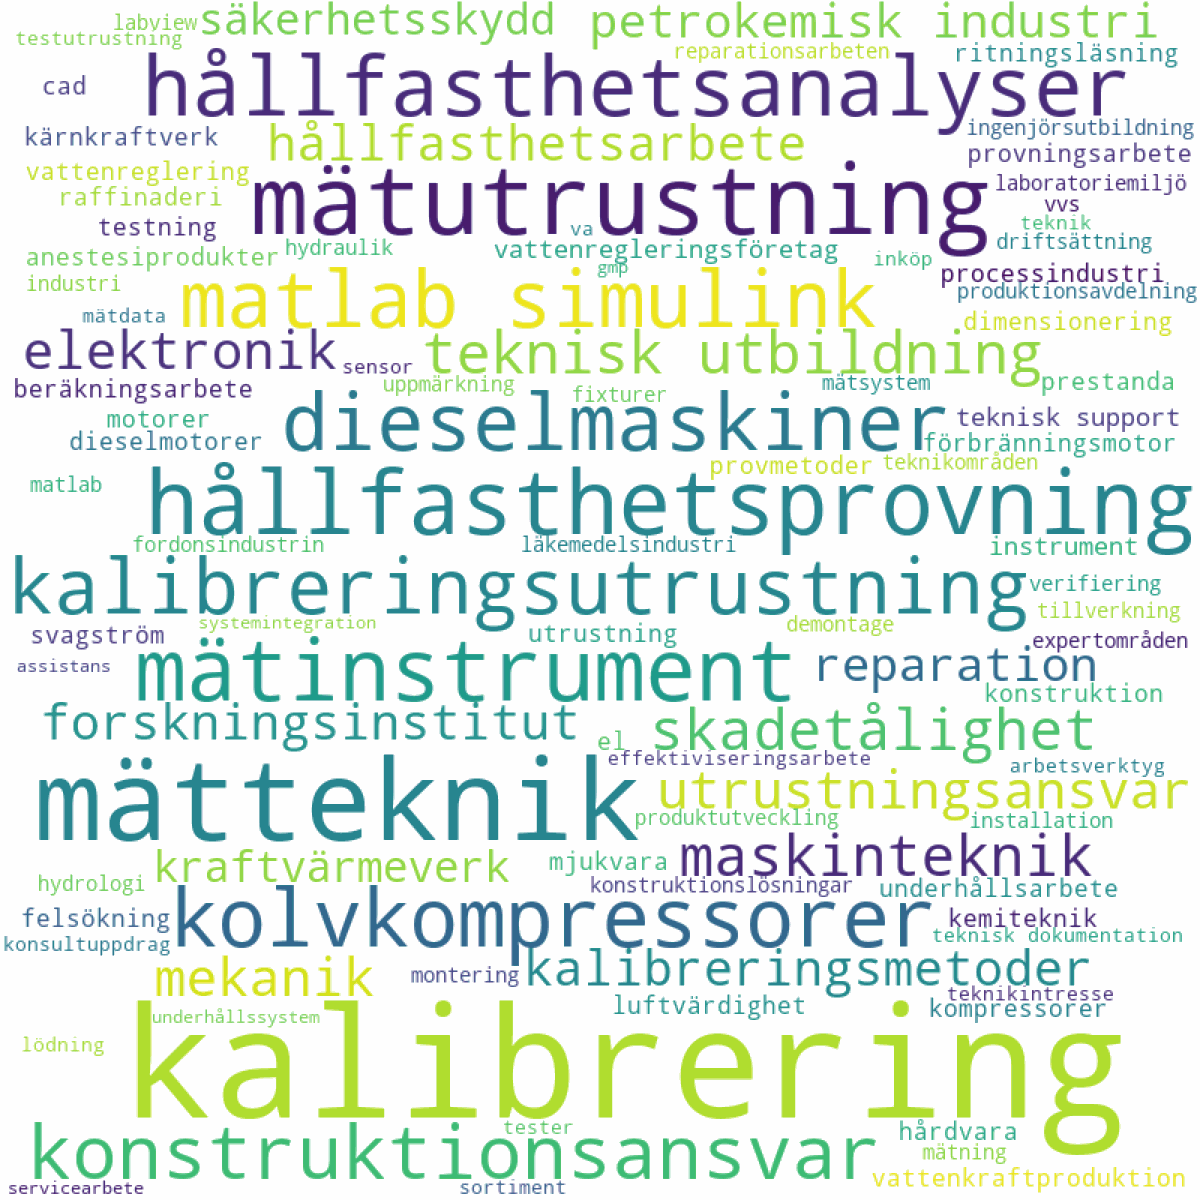 labview säkerhetsskydd petrokemisk industri
testutrustning reparationsarbeten ritningsläsning
cad hållfasthetsanalyser
kärnkraftverk hållfasthetsarbete ingenjörsutbildning
provningsarbete
vattenreglering mätutrustning laboratoriemiljö
raffinaderi vvs
testning va teknik
anestesiprodukter hydraulik vattenregleringsföretag driftsättning
industri gmp inköp processindustri
matlab simulink produktionsavdelning
mätdata dimensionering
elektronik sensor teknisk utbildning
beräkningsarbete uppmärkning fixturer mätsystem prestanda
motorer dieselmaskiner teknisk support
dieselmotorer förbränningsmotor
provmetoder teknikområden
matlab hållfasthetsprovning
fordonsindustrin läkemedelsindustri instrument
kalibreringsutrustning verifiering
tillverkning
svagström systemintegration utrustning demontage expertområden
assistans mätinstrument reparation
konstruktion
forskningsinstitut el skadetålighet
effektiviseringsarbete arbetsverktyg
mätteknik utrustningsansvar
produktutveckling installation
kraftvärmeverk mjukvara maskinteknik
hydrologi konstruktionslösningar underhållsarbete
felsökning kolvkompressorer kemiteknik
konsultuppdrag teknisk dokumentation
mekanik montering kalibreringsmetoder
teknikintresse
underhållssystem luftvärdighet kompressorer
lödning kalibrering
konstruktionsansvar tester hårdvara
mätning
servicearbete sortiment vattenkraftproduktion